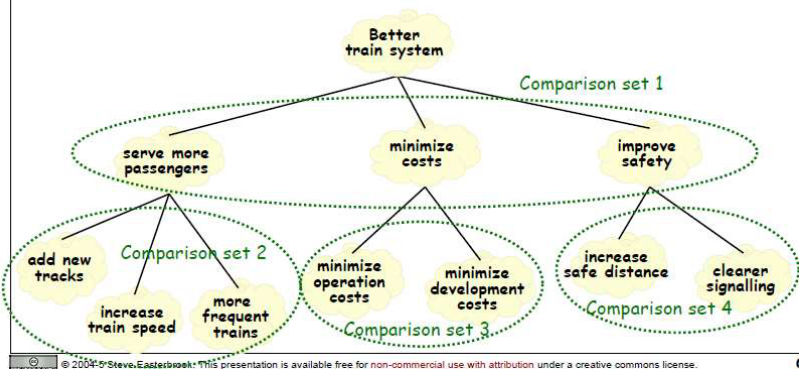 Better
train system
Comparison set 1
serve more
passengers
minimize
costs
improve
safety
add new
tracks
Comparison set 2
increase
train speed
more
frequent
trains
minimize
operation
costs
minimize
development
costs
Comparison set 3
increase
safe distance
clearer
signalling
Comparison set 4
© 2004-5 Steve Easterbrook. This presentation is available free for non-commercial use with attribution under a creative commons license.